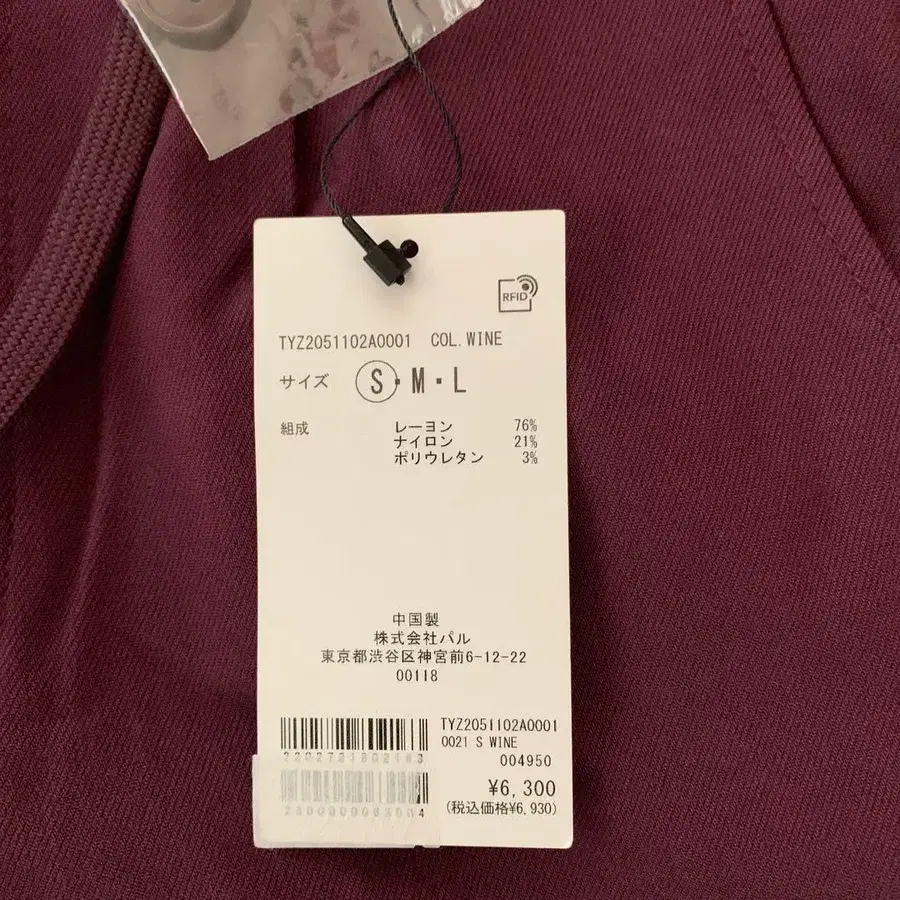 RFID
TYZ2051102A0001 COL.WINE
サイズ S・M・L
組成 レーヨン 76%
ナイロン 21%
ポリウレタン 3%
中国製
株式会社パル
東京都渋谷区神宮前6-12-22
00118
TYZ2051102A0001
0021 S WINE
004950
¥6,300
(税込価格¥6,930)